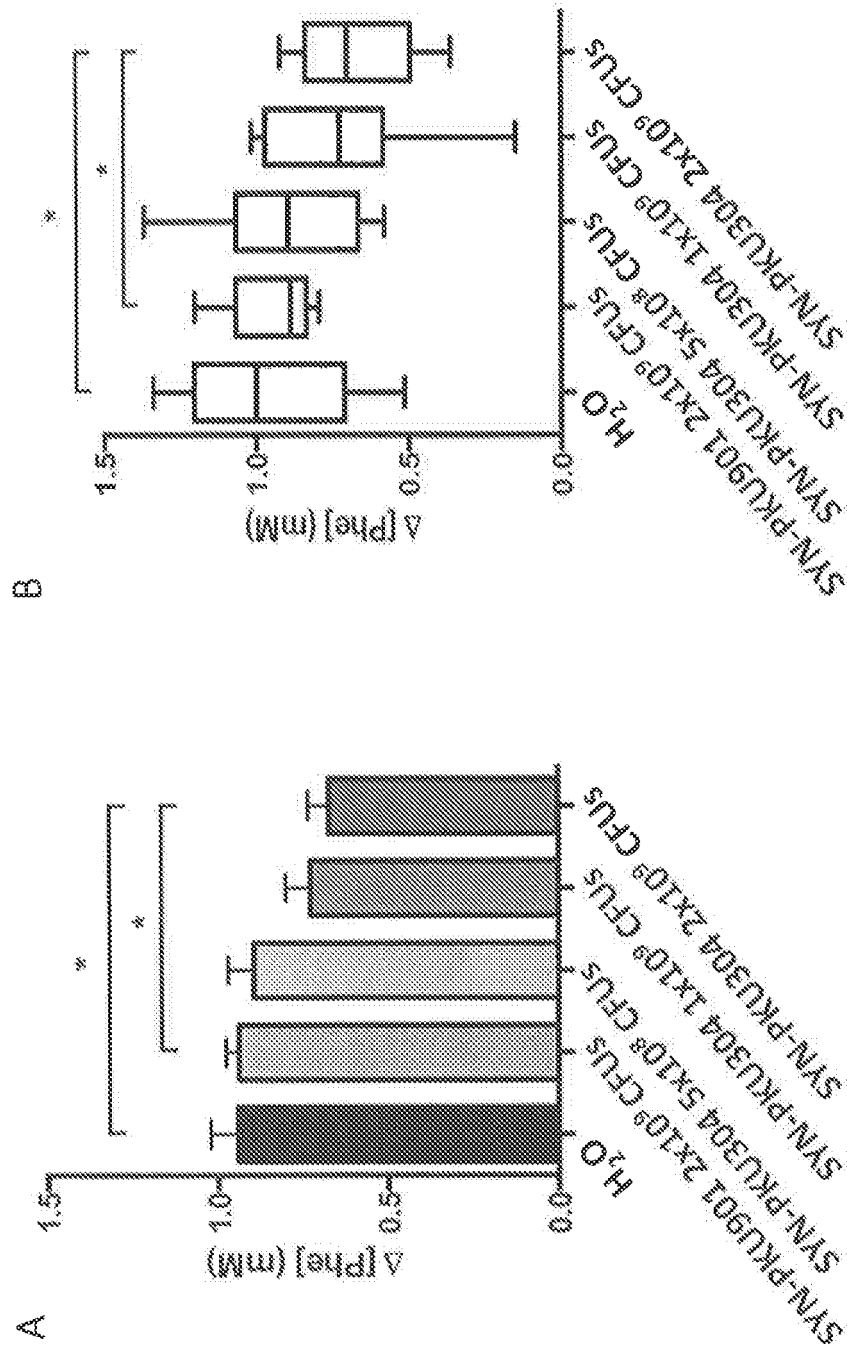 A
Δ [Phe] (mM)
1.5
1.0
0.5
0.0
*
*
H₂O
SYN-PKU901 2x10⁹ CFUs
SYN-PKU304 5x10⁸ CFUs
SYN-PKU304 1x10⁹ CFUs
SYN-PKU304 2x10⁹ CFUs
B
Δ [Phe] (mM)
1.5
1.0
0.5
0.0
*
*
H₂O
SYN-PKU901 2x10⁹ CFUs
SYN-PKU304 5x10⁸ CFUs
SYN-PKU304 1x10⁹ CFUs
SYN-PKU304 2x10⁹ CFUs